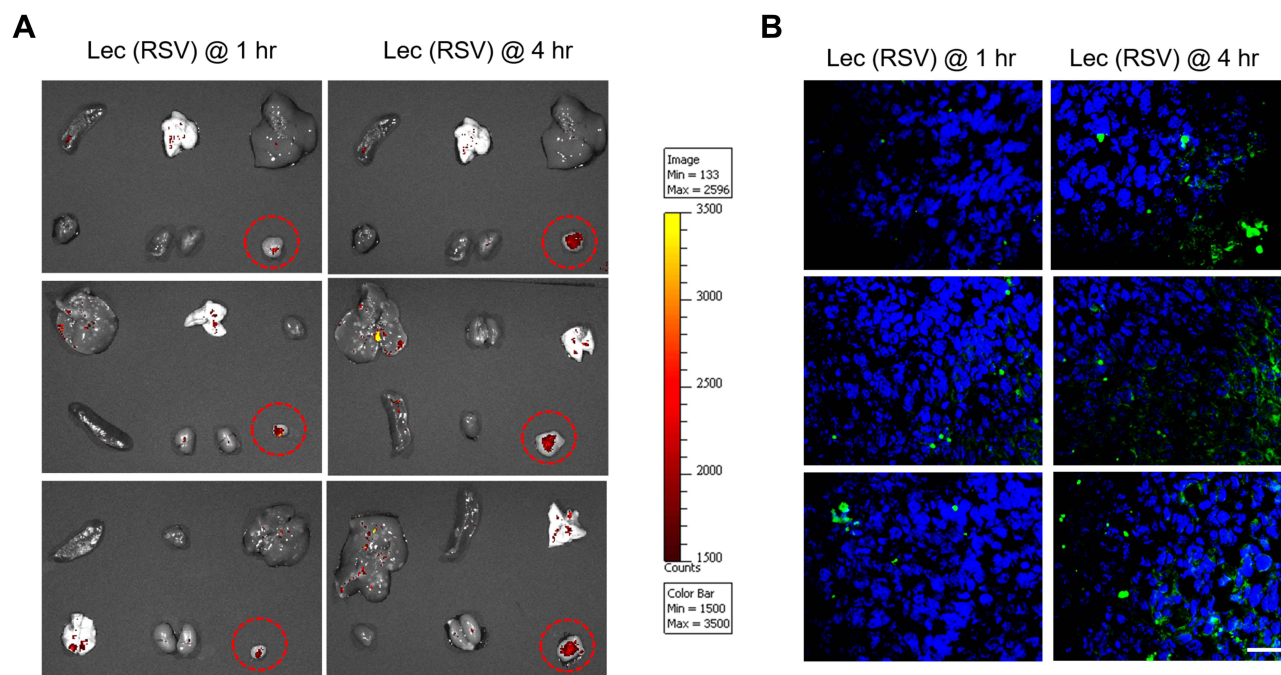 A
Lec (RSV) @ 1 hr
Lec (RSV) @ 4 hr
Image
Min = 133
Max = 2596
3500
3000
2500
2000
1500
Counts
Color Bar
Min = 1500
Max = 3500
B
Lec (RSV) @ 1 hr
Lec (RSV) @ 4 hr